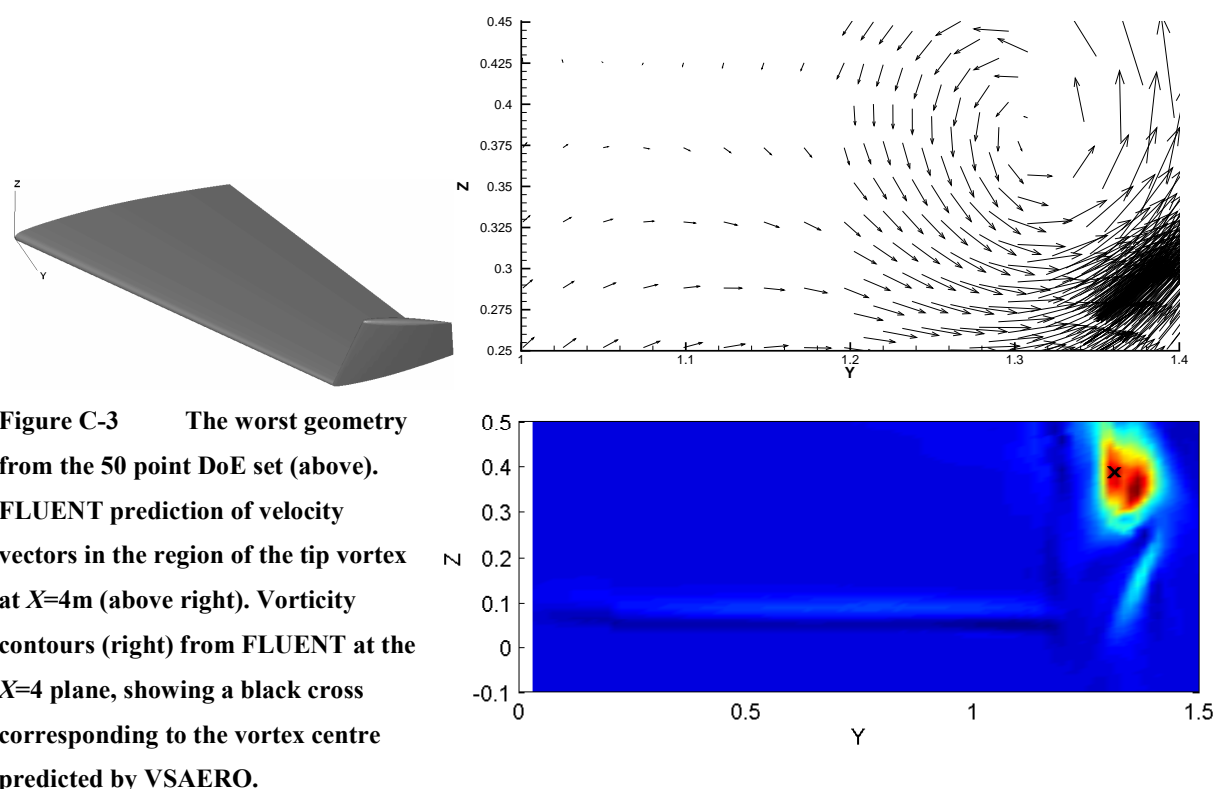 Z
Y
0.45
0.425
0.4
0.375
0.35
0.325
0.3
0.275
0.25
Z
1
1.1
1.2
1.3
1.4
Y
Figure C-3 The worst geometry
from the 50 point DoE set (above).
FLUENT prediction of velocity
vectors in the region of the tip vortex
at X=4m (above right). Vorticity
contours (right) from FLUENT at the
X=4 plane, showing a black cross
corresponding to the vortex centre
predicted by VSAERO.
0.5
0.4
0.3
0.2
0.1
0
-0.1
Z
0
0.5
1
1.5
Y